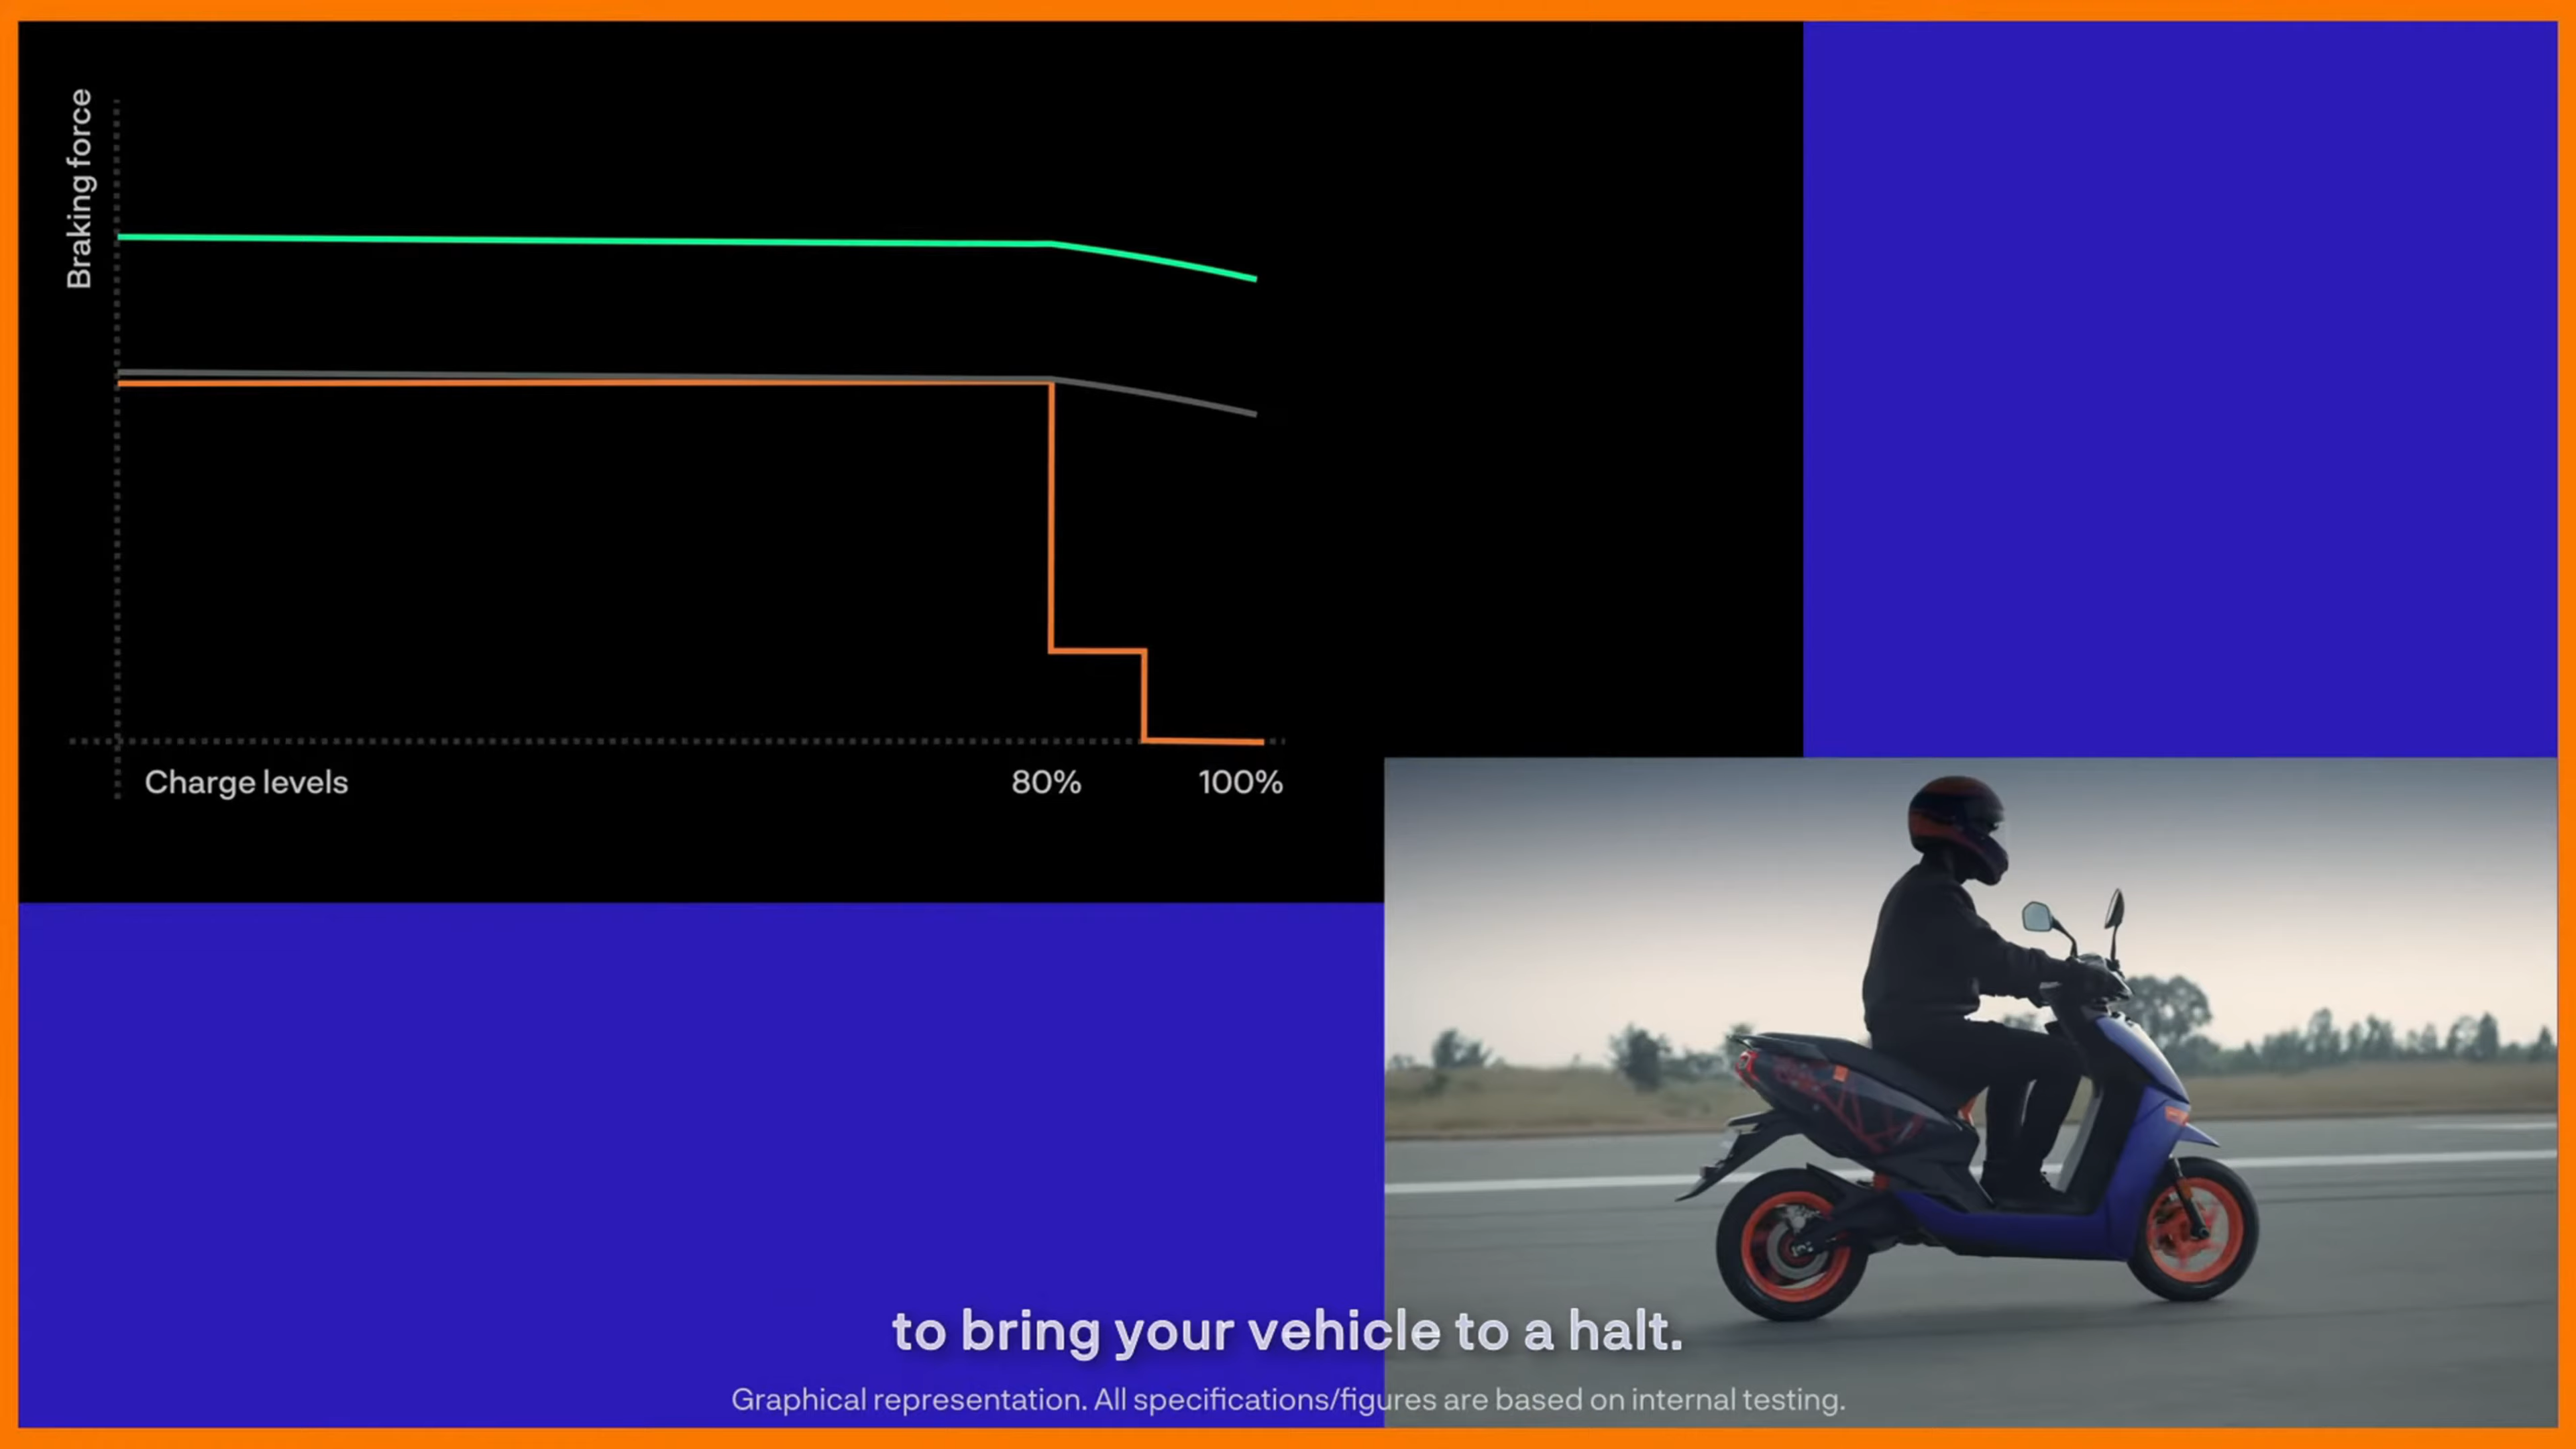 Braking force
Charge levels
80%
100%
to bring your vehicle to a halt.
Graphical representation. All specifications/figures are based on internal testing.